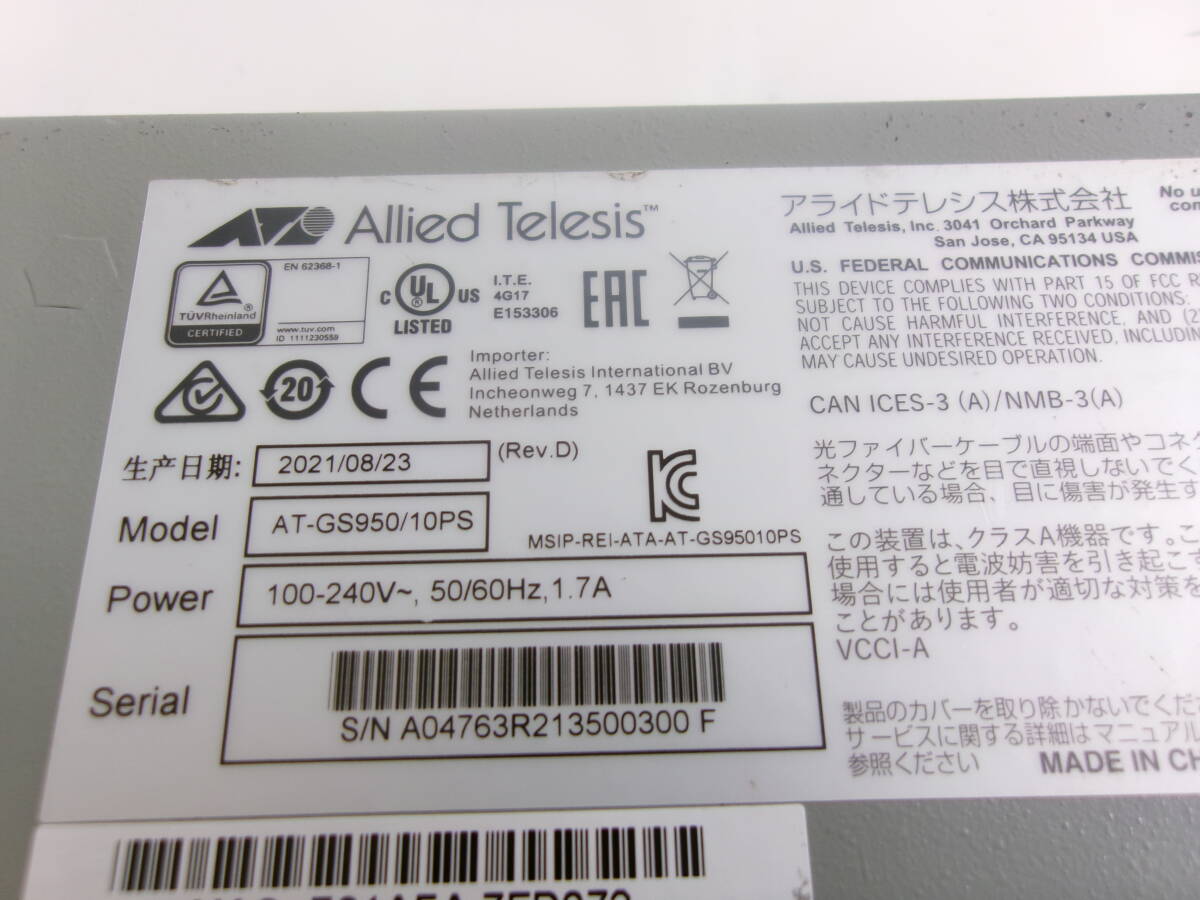 Allied Telesis™
EN 62368-1
TÜVRheinland
CERTIFIED
www.tuv.com
ID 1111230559
C UL US
®
LISTED
I.T.E.
4G17
E153306
EAC
20
CE
Importer:
Allied Telesis International BV
Incheonweg 7, 1437 EK Rozenburg
Netherlands
生产日期: 2021/08/23 (Rev.D)
Model AT-GS950/10PS
MSIP-REI-ATA-AT-GS95010PS
Power 100-240V~, 50/60Hz,1.7A
Serial
S/N A04763R213500300 F
アライドテレシス株式会社
Allied Telesis, Inc. 3041 Orchard Parkway
San Jose, CA 95134 USA
No u
com
U.S. FEDERAL COMMUNICATIONS COMMIS
THIS DEVICE COMPLIES WITH PART 15 OF FCC R
SUBJECT TO THE FOLLOWING TWO CONDITIONS:
NOT CAUSE HARMFUL INTERFERENCE, AND (2
ACCEPT ANY INTERFERENCE RECEIVED, INCLUDIN
MAY CAUSE UNDESIRED OPERATION.
CAN ICES-3 (A)/NMB-3(A)
光ファイバーケーブルの端面やコネ
ネクターなどを目で直視しないでく
通している場合、目に傷害が発生す
この装置は、クラスA機器です。こ
使用すると電波妨害を引き起こす
場合には使用者が適切な対策を
ことがあります。
VCCI-A
製品のカバーを取り除かないでくだ
サービスに関する詳細はマニュアル
参照ください
MADE IN CH